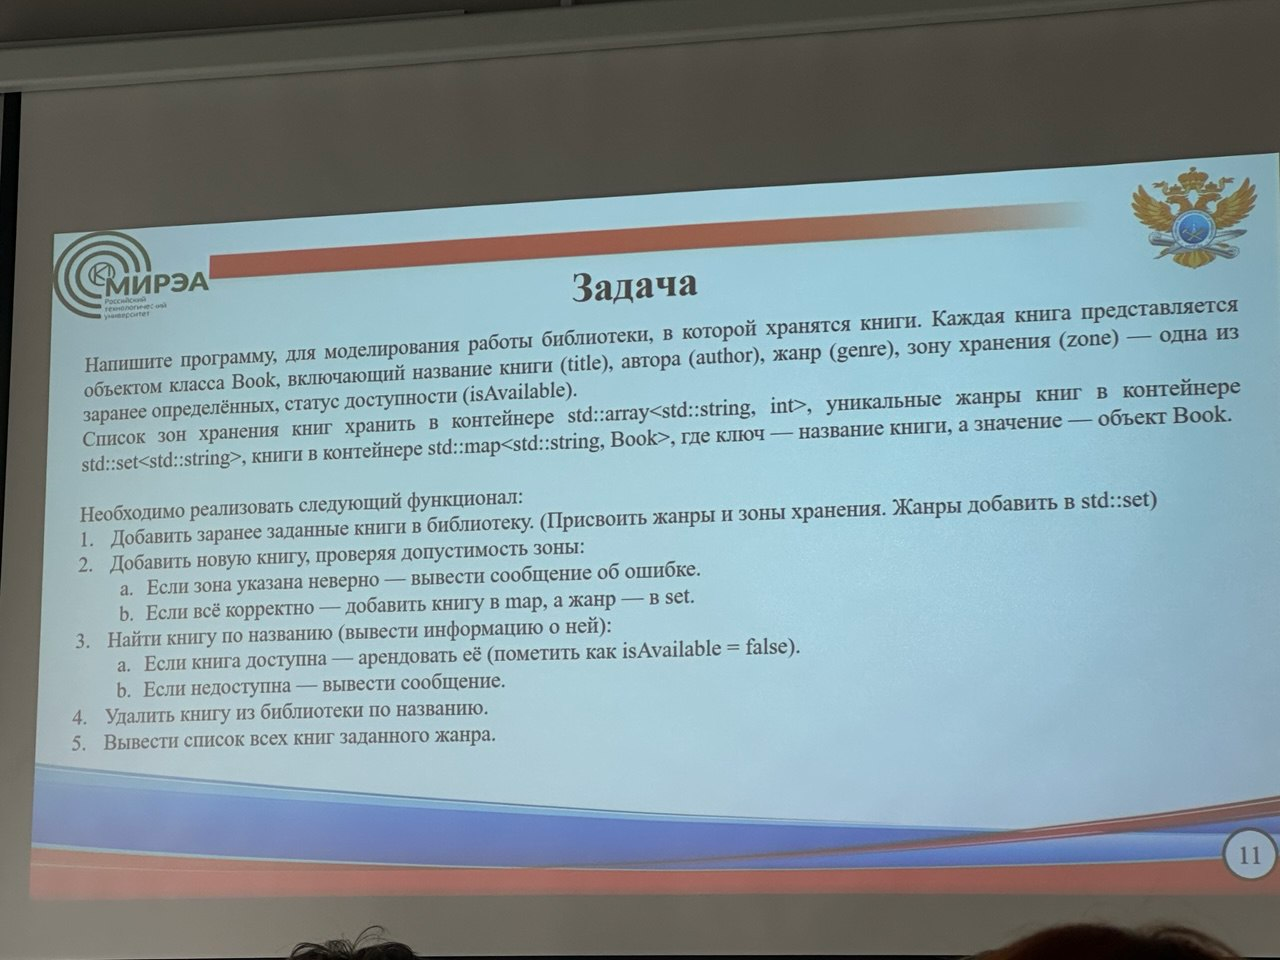 МИРЭА
Российский
технологический
университет
Задача
Напишите программу, для моделирования работы библиотеки, в которой хранятся книги. Каждая книга представляется
объектом класса Book, включающий название книги (title), автора (author), жанр (genre), зону хранения (zone) — одна из
заранее определённых, статус доступности (isAvailable).
Список зон хранения книг хранить в контейнере std::array<std::string, int>, уникальные жанры книг в контейнере
std::set<std::string>, книги в контейнере std::map<std::string, Book>, где ключ — название книги, а значение — объект Book.
Необходимо реализовать следующий функционал:
1. Добавить заранее заданные книги в библиотеку. (Присвоить жанры и зоны хранения. Жанры добавить в std::set)
2. Добавить новую книгу, проверяя допустимость зоны:
a. Если зона указана неверно — вывести сообщение об ошибке.
b. Если всё корректно — добавить книгу в map, а жанр — в set.
3. Найти книгу по названию (вывести информацию о ней):
a. Если книга доступна — арендовать её (пометить как isAvailable = false).
b. Если недоступна — вывести сообщение.
4. Удалить книгу из библиотеки по названию.
5. Вывести список всех книг заданного жанра.
11